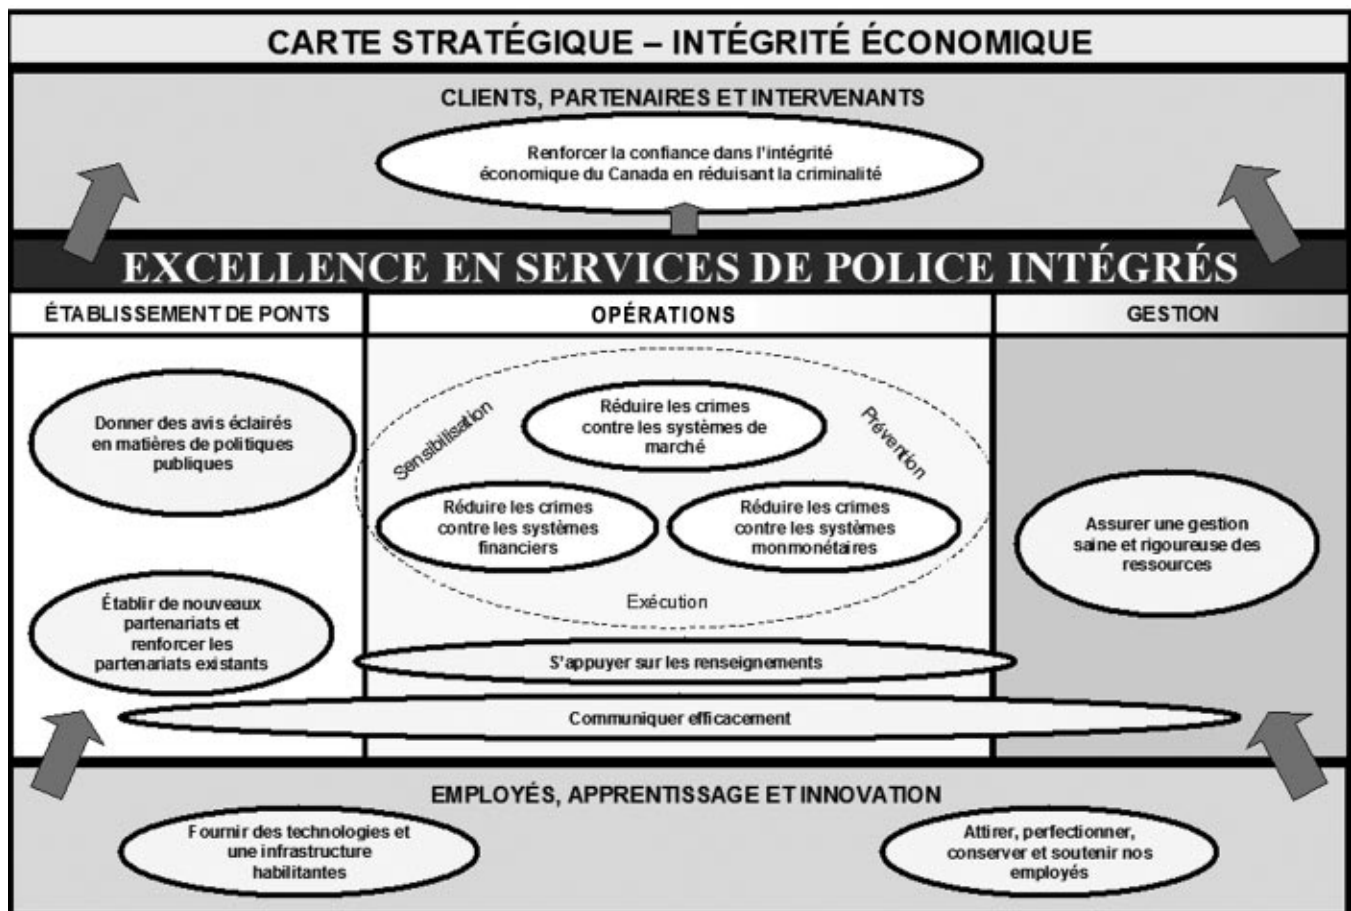 CARTE STRATÉGIQUE – INTÉGRITÉ ÉCONOMIQUE
CLIENTS, PARTENAIRES ET INTERVENANTS
Renforcer la confiance dans l'intégrité
économique du Canada en réduisant la criminalité
EXCELLENCE EN SERVICES DE POLICE INTÉGRÉS
ÉTABLISSEMENT DE PONTS
Donner des avis éclairés
en matières de politiques
publiques
Établir de nouveaux
partenariats et
renforcer les
partenariats existants
OPÉRATIONS
Sensibilisation
Prévention
Réduire les crimes
contre les systèmes de
marché
Réduire les crimes
contre les systèmes
financiers
Réduire les crimes
contre les systèmes
monmonétaires
Exécution
S'appuyer sur les renseignements
Communiquer efficacement
GESTION
Assurer une gestion
saine et rigoureuse des
ressources
EMPLOYÉS, APPRENTISSAGE ET INNOVATION
Fournir des technologies et
une infrastructure
habilitantes
Attirer, perfectionner,
conserver et soutenir nos
employés